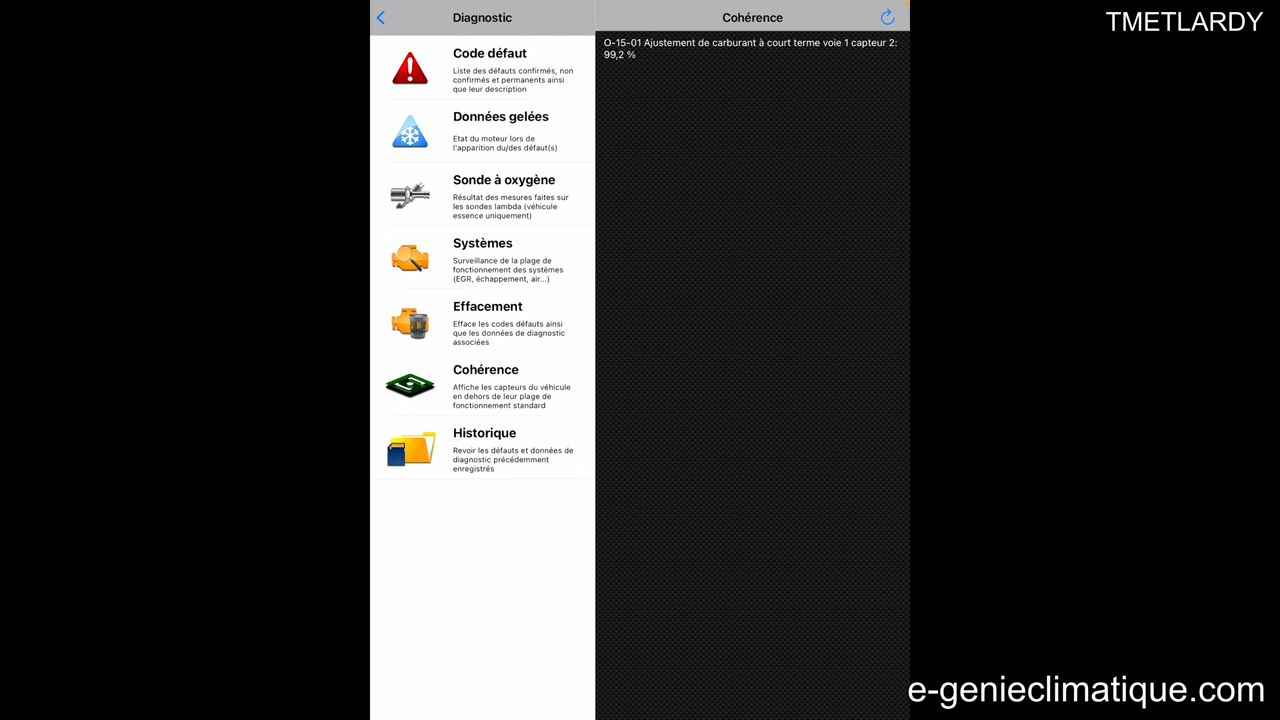 Diagnostic
Cohérence
TMETLARDY
Code défaut
Liste des défauts confirmés, non
confirmés et permanents ainsi
que leur description
Données gelées
Etat du moteur lors de
l'apparition du/des défaut(s)
Sonde à oxygène
Résultat des mesures faites sur
les sondes lambda (véhicule
essence uniquement)
Systèmes
Surveillance de la plage de
fonctionnement des systèmes
(EGR, échappement, air...)
Effacement
Efface les codes défauts ainsi
que les données de diagnostic
associées
Cohérence
Affiche les capteurs du véhicule
en dehors de leur plage de
fonctionnement standard
Historique
Revoir les défauts et données de
diagnostic précédemment
enregistrés
O-15-01 Ajustement de carburant à court terme voie 1 capteur 2:
99,2 %
e-genieclimatique.com